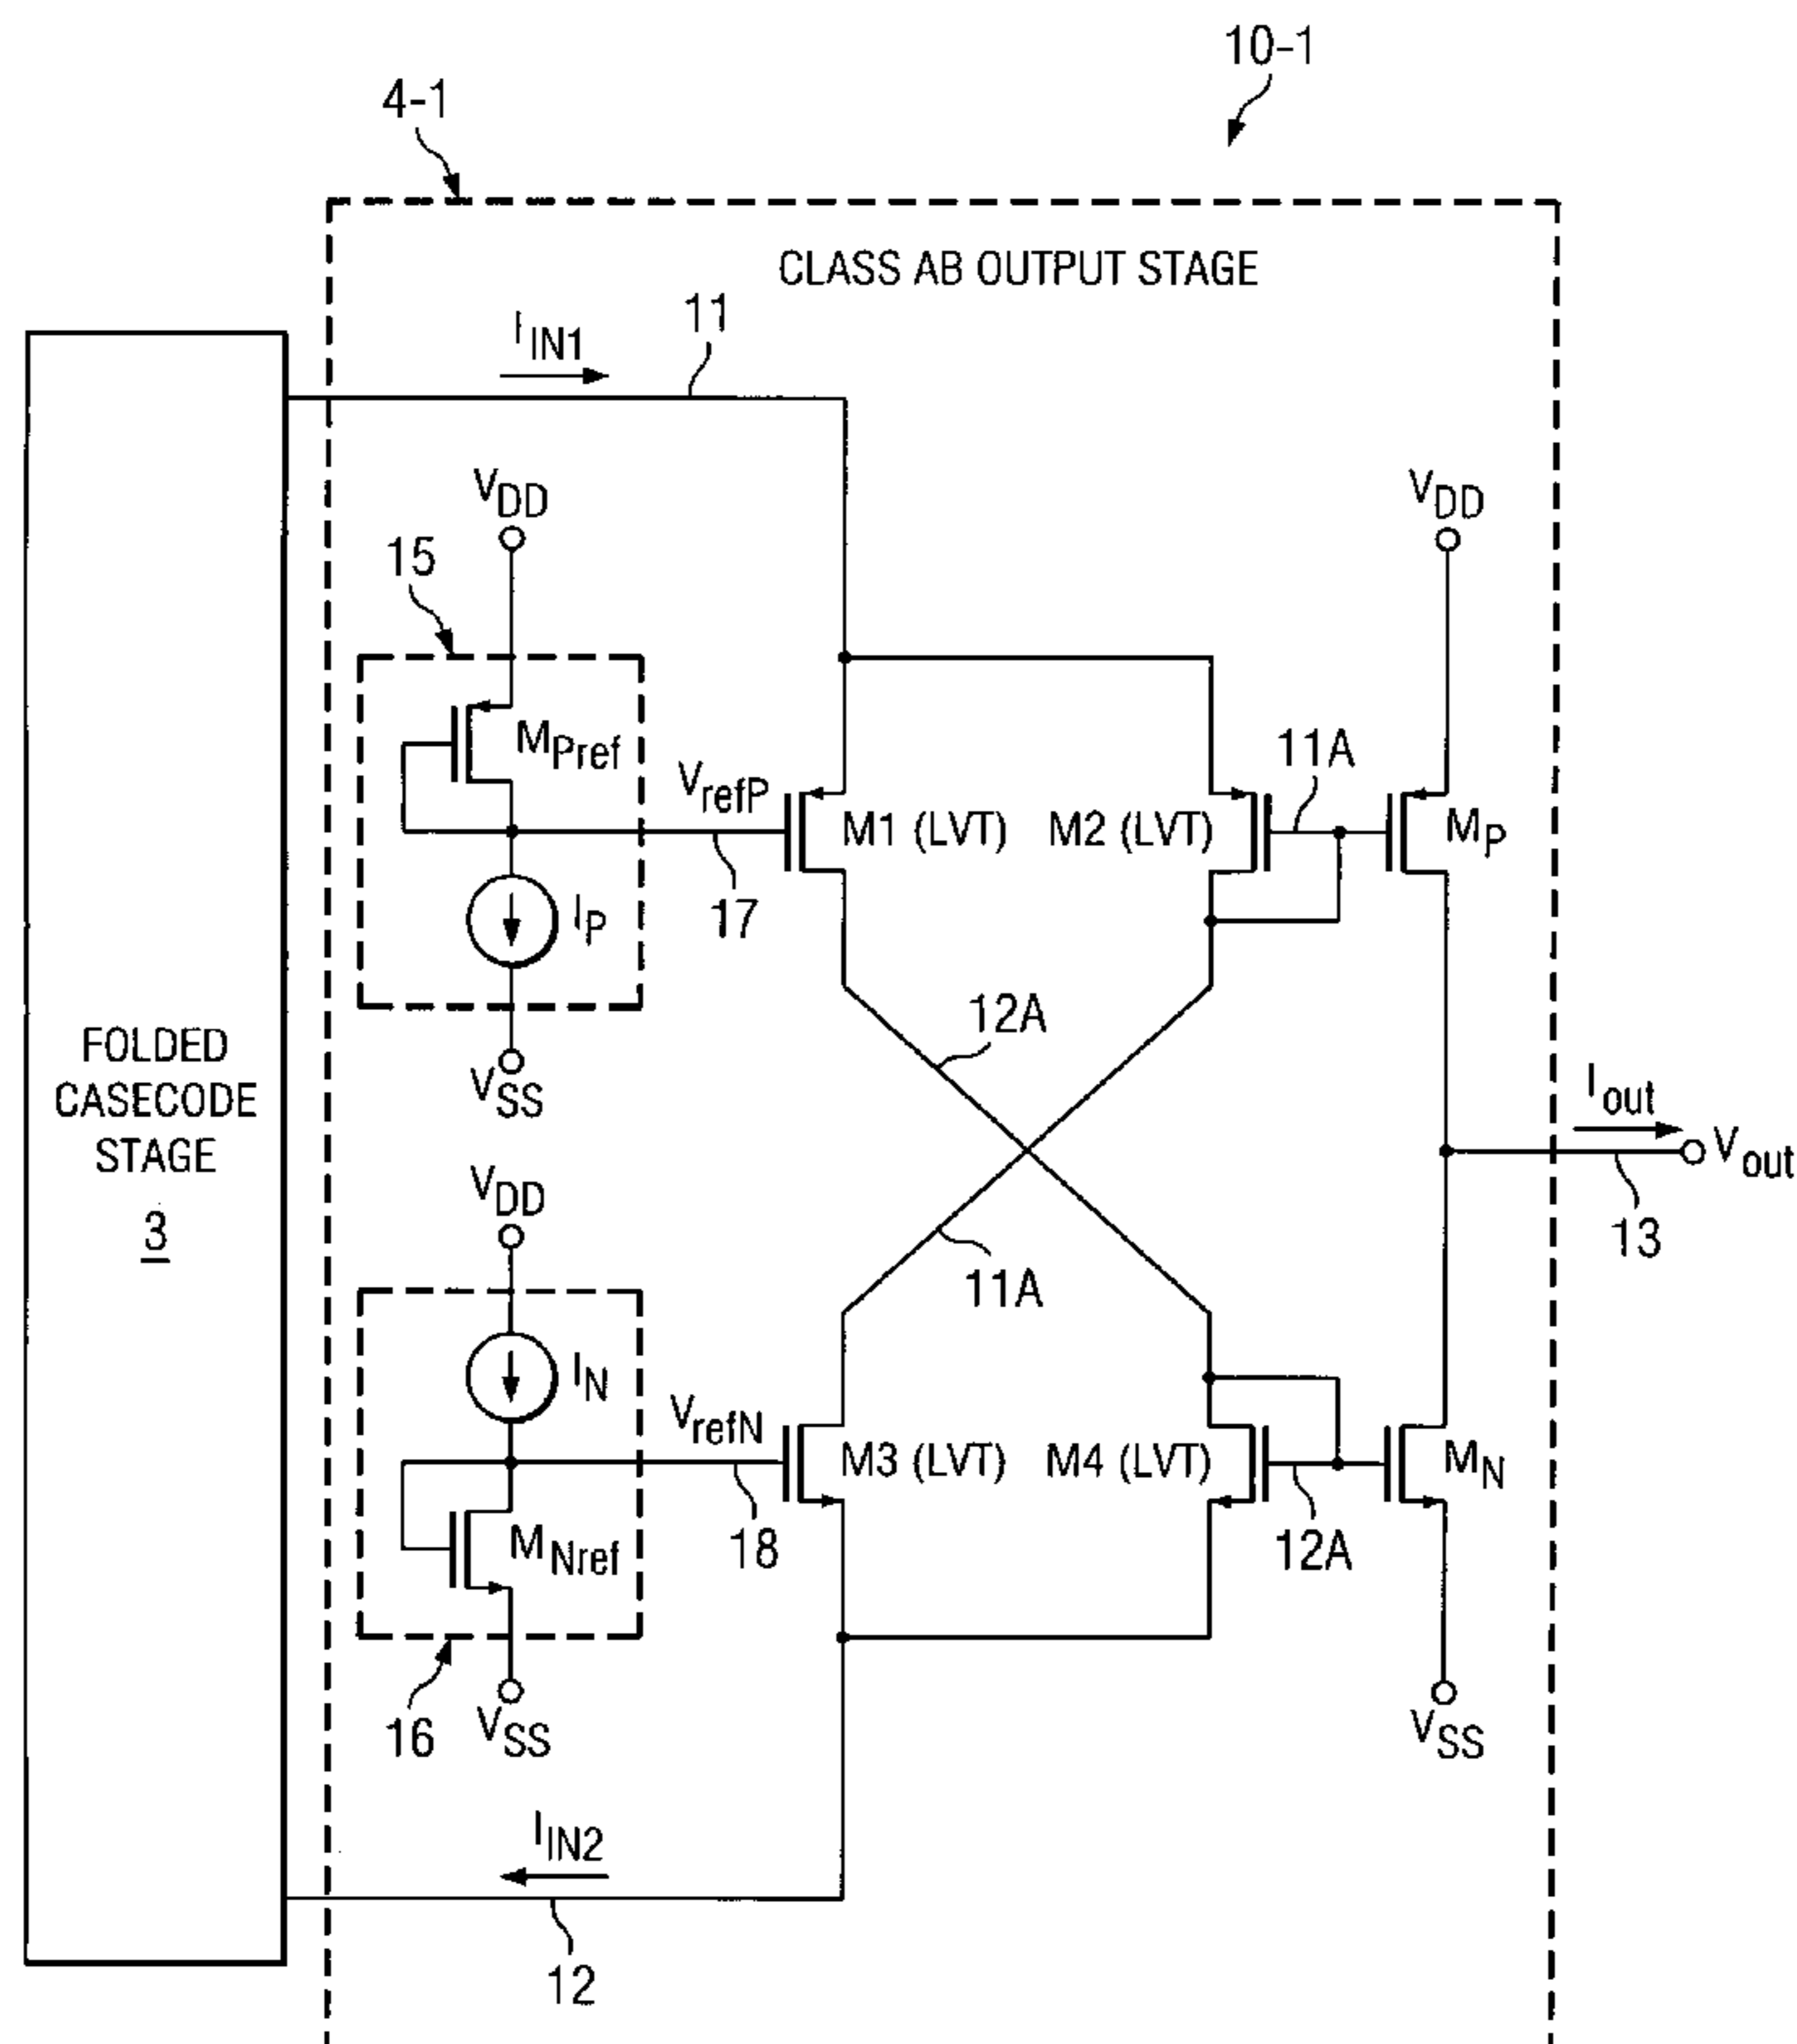 10-1
4-1
CLASS AB OUTPUT STAGE
I IN1
11
VDD
VDD
15
MPref
VrefP
M1 (LVT)
M2 (LVT)
11A
MP
IP
17
12A
VSS
FOLDED
CASECODE
STAGE
3
Iout
Vout
13
VDD
11A
IN
VrefN
M3 (LVT)
M4 (LVT)
MN
18
12A
MNref
16
VSS
VSS
I IN2
12